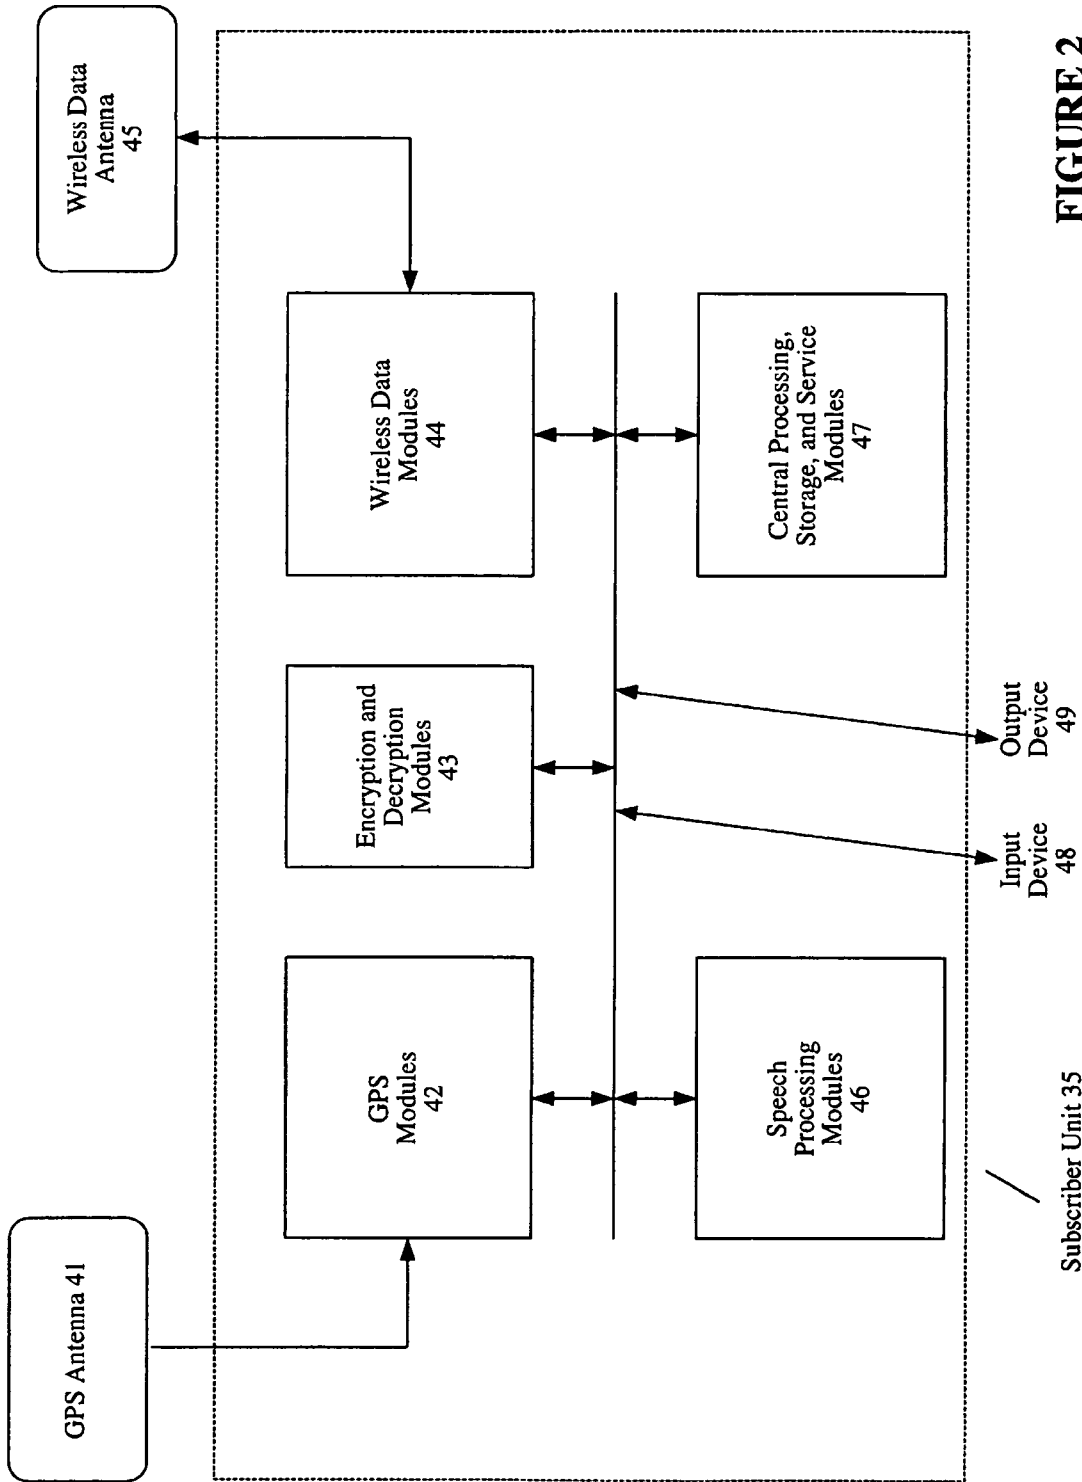 GPS Antenna 41
Wireless Data
Antenna
45
GPS
Modules
42
Encryption and
Decryption
Modules
43
Wireless Data
Modules
44
Speech
Processing
Modules
46
Central Processing,
Storage, and Service
Modules
47
Input
Device
48
Output
Device
49
Subscriber Unit 35
FIGURE 2